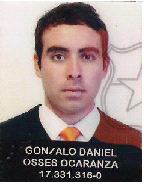 GONZALO DANIEL
OSSES OCARANZA
17.331.316-0